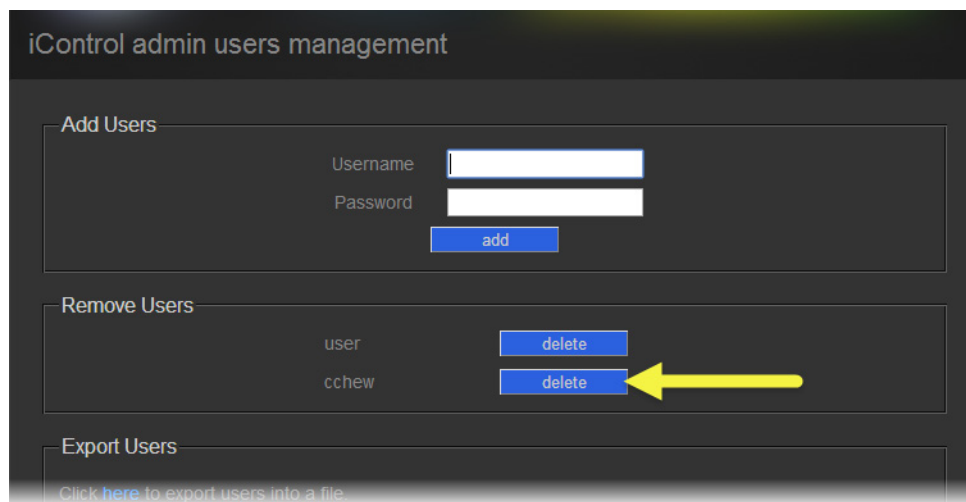 iControl admin users management
Add Users
Username
Password
add
Remove Users
user delete
cchew delete
Export Users
Click here to export users into a file.